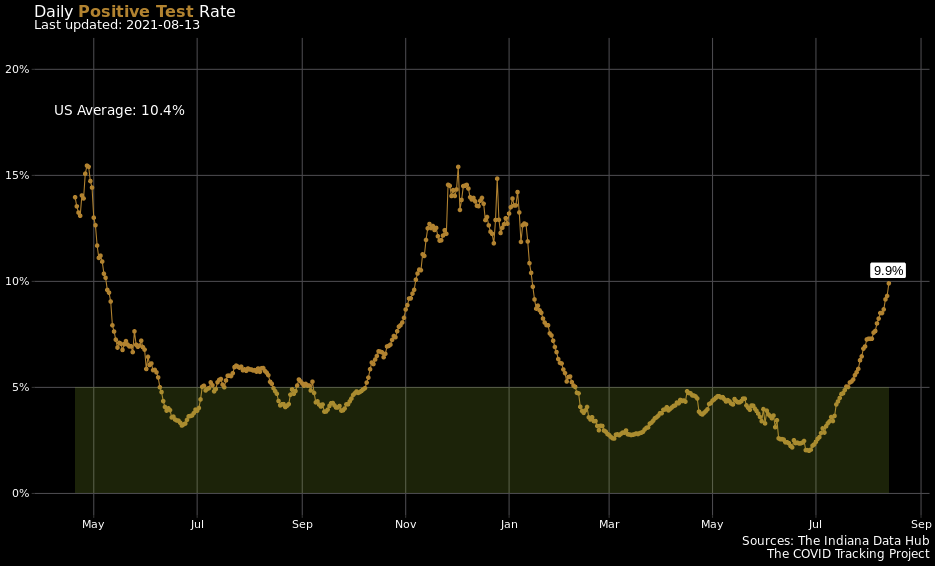 Daily Positive Test Rate
Last updated: 2021-08-13
20%
US Average: 10.4%
15%
10%
9.9%
5%
0%
May Jul Sep Nov Jan Mar May Jul Sep
Sources: The Indiana Data Hub
The COVID Tracking Project